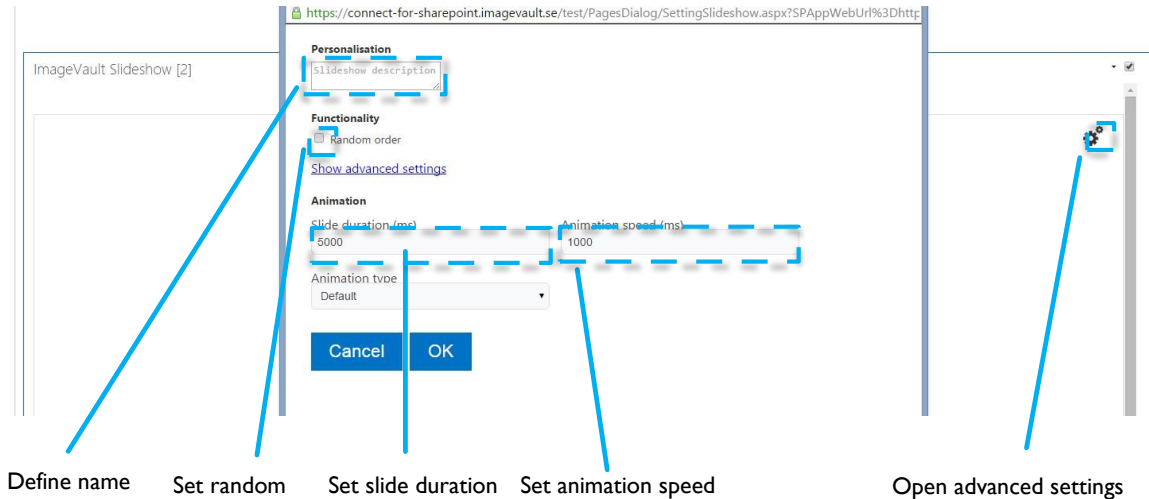 https://connect-for-sharepoint.imagevault.se/test/PagesDialog/SettingSlideshow.aspx?SPAppWebUrl%3Dhttp
Personalisation
ImageVault Slideshow [2]
Slideshow description
Functionality
Random order
Show advanced settings
Animation
Slide duration (ms) Animation speed (ms)
5000 1000
Animation type
Default
Cancel OK
Define name Set random Set slide duration Set animation speed Open advanced settings